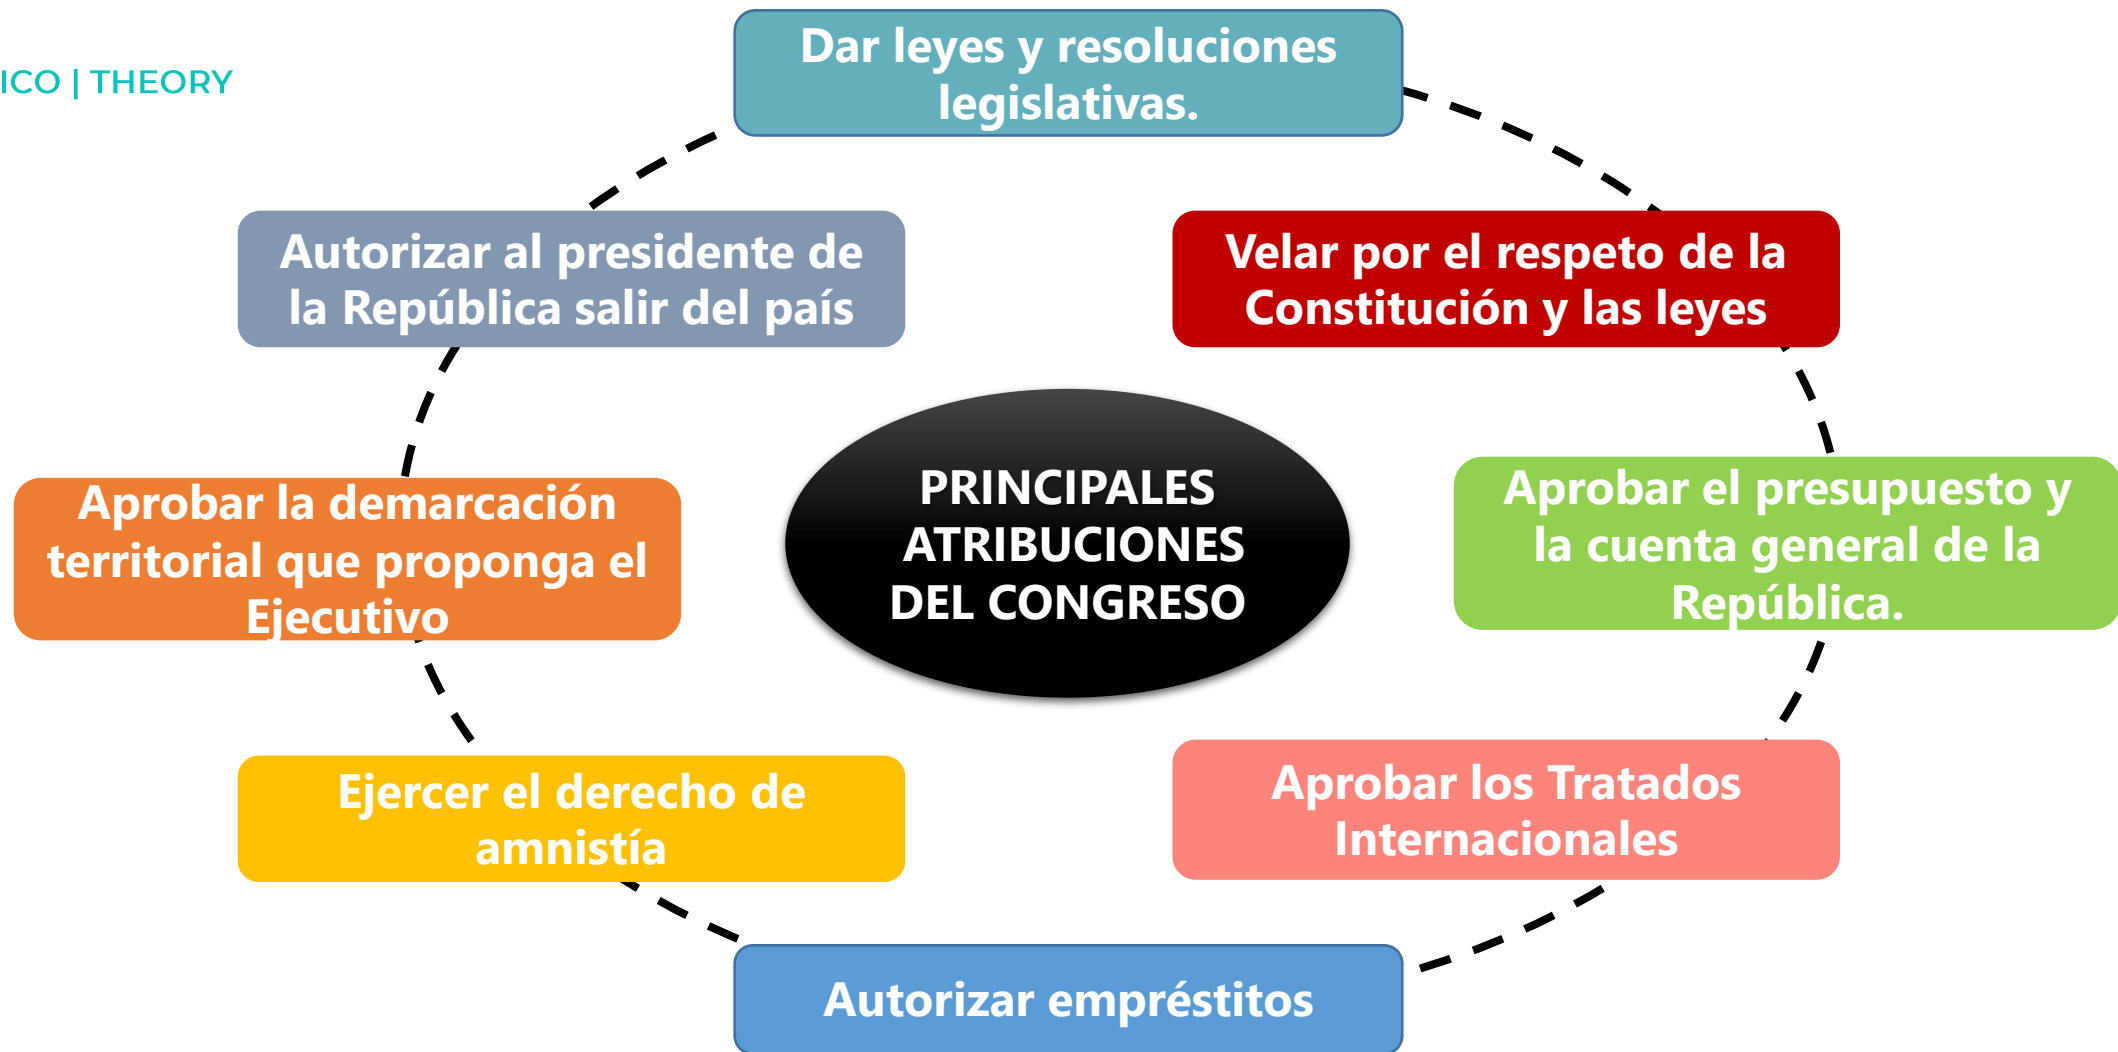 ICO | THEORY
Dar leyes y resoluciones
legislativas.
Autorizar al presidente de
la República salir del país
Velar por el respeto de la
Constitución y las leyes
PRINCIPALES
ATRIBUCIONES
DEL CONGRESO
Aprobar la demarcación
territorial que proponga el
Ejecutivo
Aprobar el presupuesto y
la cuenta general de la
República.
Ejercer el derecho de
amnistía
Aprobar los Tratados
Internacionales
Autorizar empréstitos